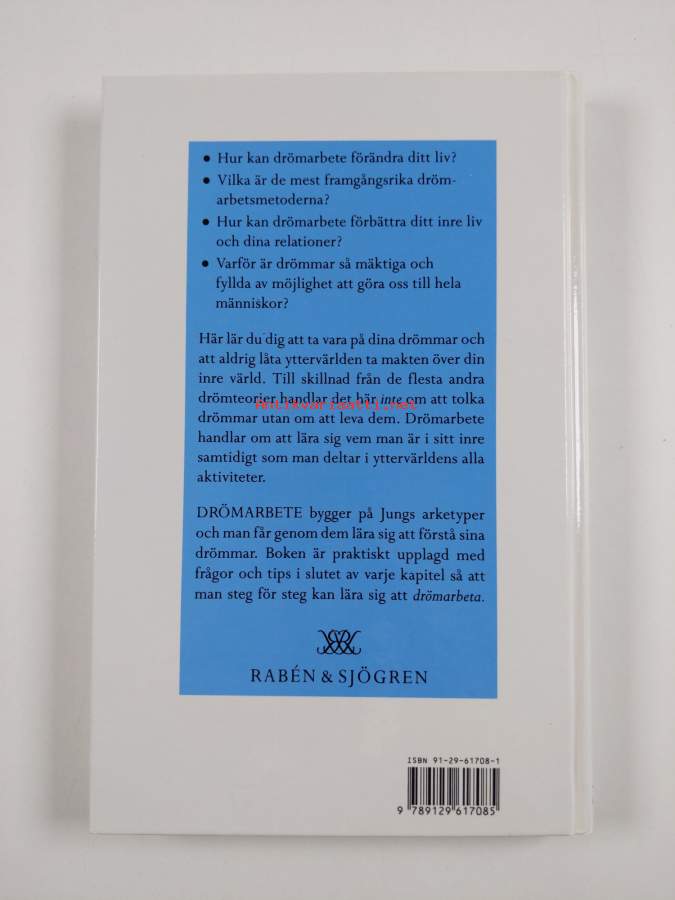 • Hur kan drömarbete förändra ditt liv?
• Vilka är de mest framgångsrika dröm-
arbetsmetoderna?
• Hur kan drömarbete förbättra ditt inre liv
och dina relationer?
• Varför är drömmar så mäktiga och
fyllda av möjlighet att göra oss till hela
människor?
Här lär du dig att ta vara på dina drömmar och
att aldrig låta yttervärlden ta makten över din
inre värld. Till skillnad från de flesta andra
drömteorier handlar det här inte om att tolka
Antikvariaatti.net
drömmar utan om att leva dem. Drömarbete
handlar om att lära sig vem man är i sitt inre
samtidigt som man deltar i yttervärldens alla
aktiviteter.
DRÖMARBETE bygger på Jungs arketyper
och man får genom dem lära sig att förstå sina
drömmar. Boken är praktiskt upplagd med
frågor och tips i slutet av varje kapitel så att
man steg för steg kan lära sig att drömarbeta.
RABÉN & SJÖGREN
ISBN 91-29-61708-1
9 789129 617085